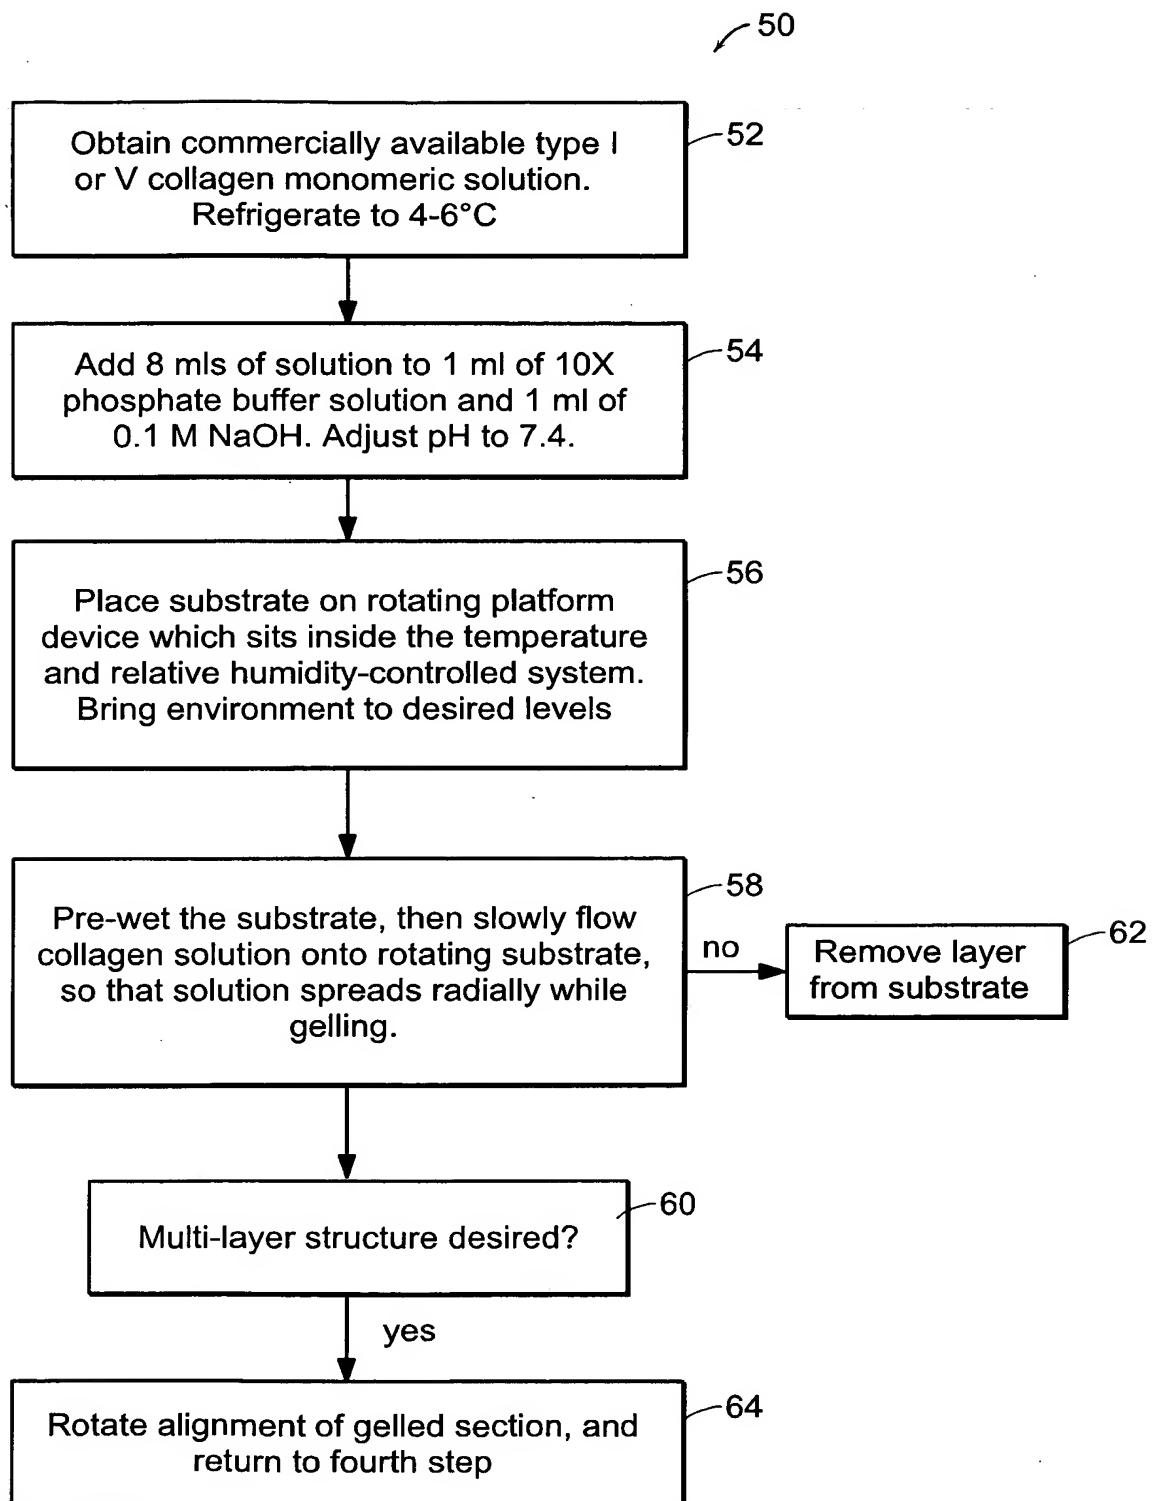 50
Obtain commercially available type I
or V collagen monomeric solution.
Refrigerate to 4-6°C
52
Add 8 mls of solution to 1 ml of 10X
phosphate buffer solution and 1 ml of
0.1 M NaOH. Adjust pH to 7.4.
54
Place substrate on rotating platform
device which sits inside the temperature
and relative humidity-controlled system.
Bring environment to desired levels
56
Pre-wet the substrate, then slowly flow
collagen solution onto rotating substrate,
so that solution spreads radially while
gelling.
58
no
Remove layer
from substrate
62
Multi-layer structure desired?
60
yes
Rotate alignment of gelled section, and
return to fourth step
64